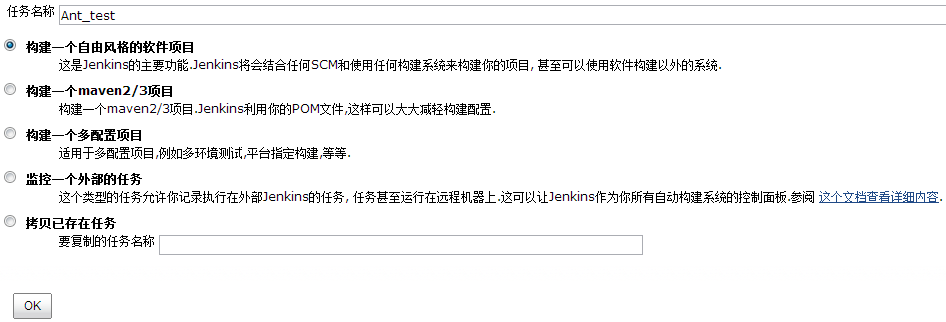 任务名称 Ant_test
构建一个自由风格的软件项目
这是Jenkins的主要功能.Jenkins将会结合任何SCM和使用任何构建系统来构建你的项目, 甚至可以使用软件构建以外的系统.
构建一个maven2/3项目
构建一个maven2/3项目.Jenkins利用你的POM文件,这样可以大大减轻构建配置.
构建一个多配置项目
适用于多配置项目,例如多环境测试,平台指定构建,等等.
监控一个外部的任务
这个类型的任务允许你记录执行在外部Jenkins的任务, 任务甚至运行在远程机器上.这可以让Jenkins作为你所有自动构建系统的控制面板.参阅 这个文档查看详细内容.
拷贝已存在任务
要复制的任务名称
OK